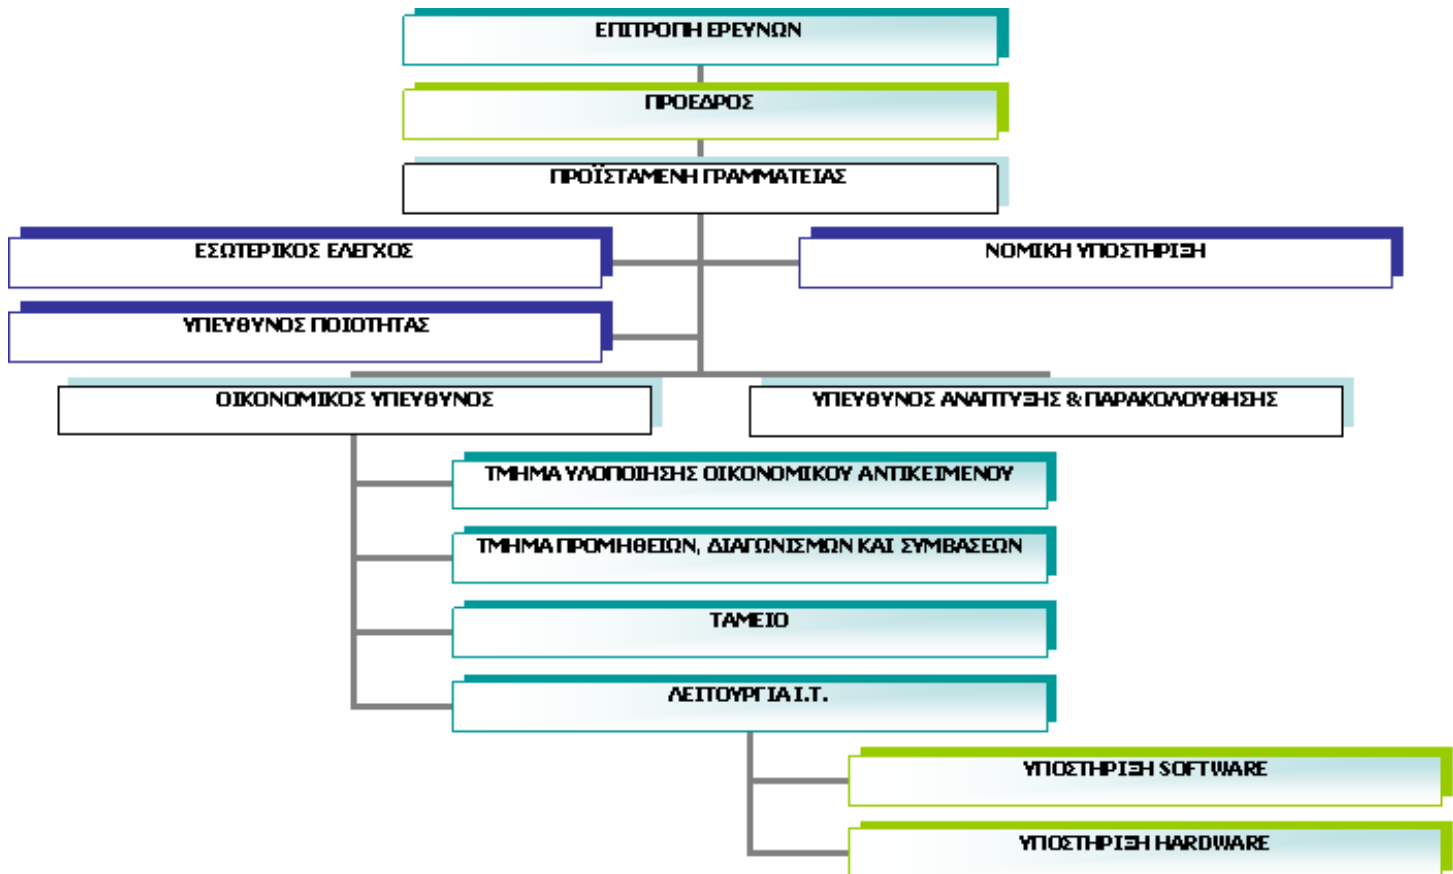 ΕΠΙΤΡΟΠΗ ΕΡΕΥΝΩΝ
ΠΡΟΕΔΡΟΣ
ΠΡΟΪΣΤΑΜΕΝΗ ΓΡΑΜΜΑΤΕΙΑΣ
ΕΣΩΤΕΡΙΚΟΣ ΕΛΕΓΧΟΣ
ΝΟΜΙΚΗ ΥΠΟΣΤΗΡΙΞΗ
ΥΠΕΥΘΥΝΟΣ ΠΟΙΟΤΗΤΑΣ
ΟΙΚΟΝΟΜΙΚΟΣ ΥΠΕΥΘΥΝΟΣ
ΥΠΕΥΘΥΝΟΣ ΑΝΑΠΤΥΞΗΣ & ΠΑΡΑΚΟΛΟΥΘΗΣΗΣ
ΤΜΗΜΑ ΥΛΟΠΟΙΗΣΗΣ ΟΙΚΟΝΟΜΙΚΟΥ ΑΝΤΙΚΕΙΜΕΝΟΥ
ΤΜΗΜΑ ΠΡΟΜΗΘΕΙΩΝ, ΔΙΑΓΩΝΙΣΜΩΝ ΚΑΙ ΣΥΜΒΑΣΕΩΝ
ΤΑΜΕΙΟ
ΛΕΙΤΟΥΡΓΙΑ Ι.Τ.
ΥΠΟΣΤΗΡΙΞΗ SOFTWARE
ΥΠΟΣΤΗΡΙΞΗ HARDWARE